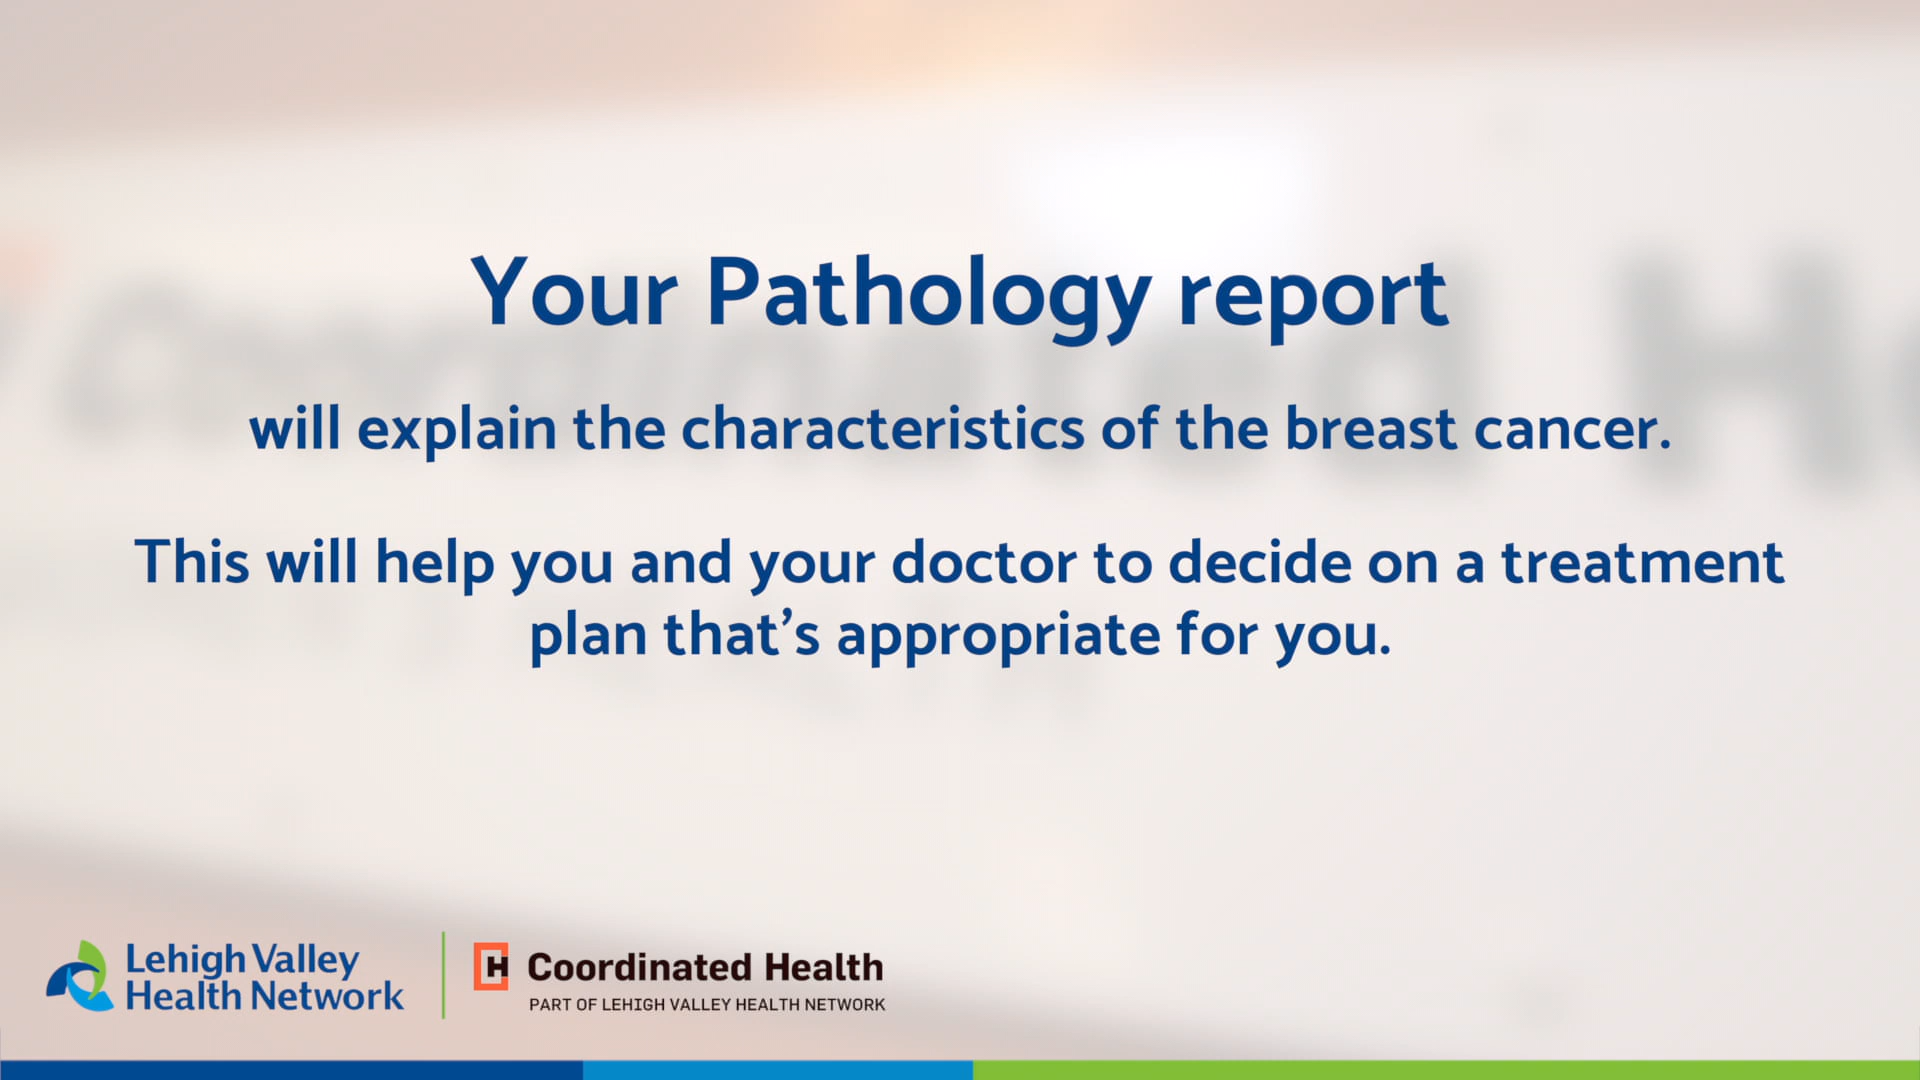 Your Pathology report
will explain the characteristics of the breast cancer.
This will help you and your doctor to decide on a treatment
plan that’s appropriate for you.
Lehigh Valley
Health Network
Coordinated Health
PART OF LEHIGH VALLEY HEALTH NETWORK